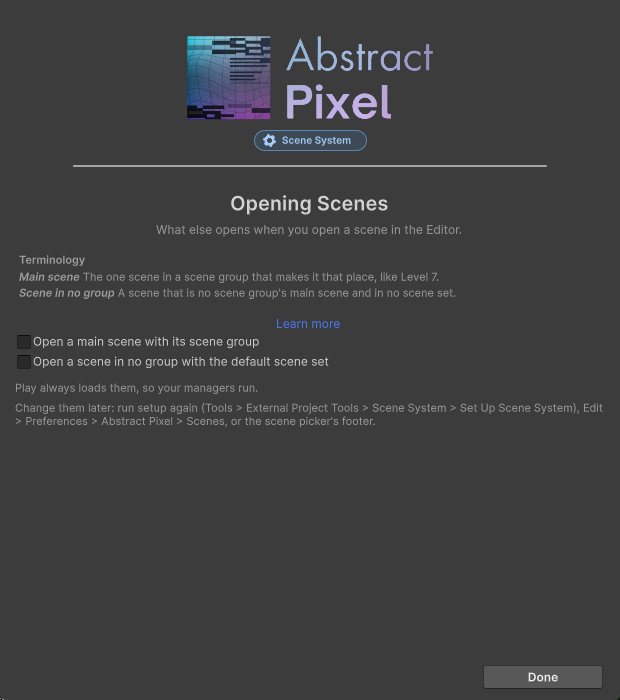 Abstract
Pixel
Scene System
Opening Scenes
What else opens when you open a scene in the Editor.
Terminology
Main scene The one scene in a scene group that makes it that place, like Level 7.
Scene in no group A scene that is no scene group's main scene and in no scene set.
Learn more
Open a main scene with its scene group
Open a scene in no group with the default scene set
Play always loads them, so your managers run.
Change them later: run setup again (Tools > External Project Tools > Scene System > Set Up Scene System), Edit
> Preferences > Abstract Pixel > Scenes, or the scene picker's footer.
Done